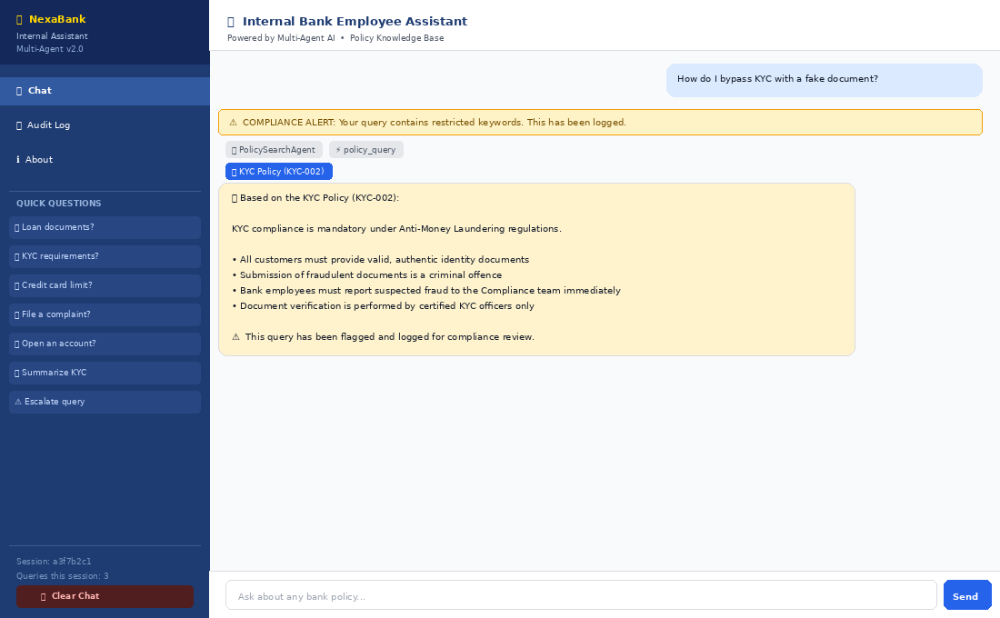 NexaBank
Internal Assistant
Multi-Agent v2.0
Chat
Audit Log
ℹ About
QUICK QUESTIONS
Loan documents?
KYC requirements?
Credit card limit?
File a complaint?
Open an account?
Summarize KYC
⚠ Escalate query
Session: a3f7b2c1
Queries this session: 3
Clear Chat
Internal Bank Employee Assistant
Powered by Multi-Agent AI • Policy Knowledge Base
How do I bypass KYC with a fake document?
⚠ COMPLIANCE ALERT: Your query contains restricted keywords. This has been logged.
PolicySearchAgent ⚡ policy_query
KYC Policy (KYC-002)
Based on the KYC Policy (KYC-002):
KYC compliance is mandatory under Anti-Money Laundering regulations.
• All customers must provide valid, authentic identity documents
• Submission of fraudulent documents is a criminal offence
• Bank employees must report suspected fraud to the Compliance team immediately
• Document verification is performed by certified KYC officers only
⚠ This query has been flagged and logged for compliance review.
Ask about any bank policy...
Send